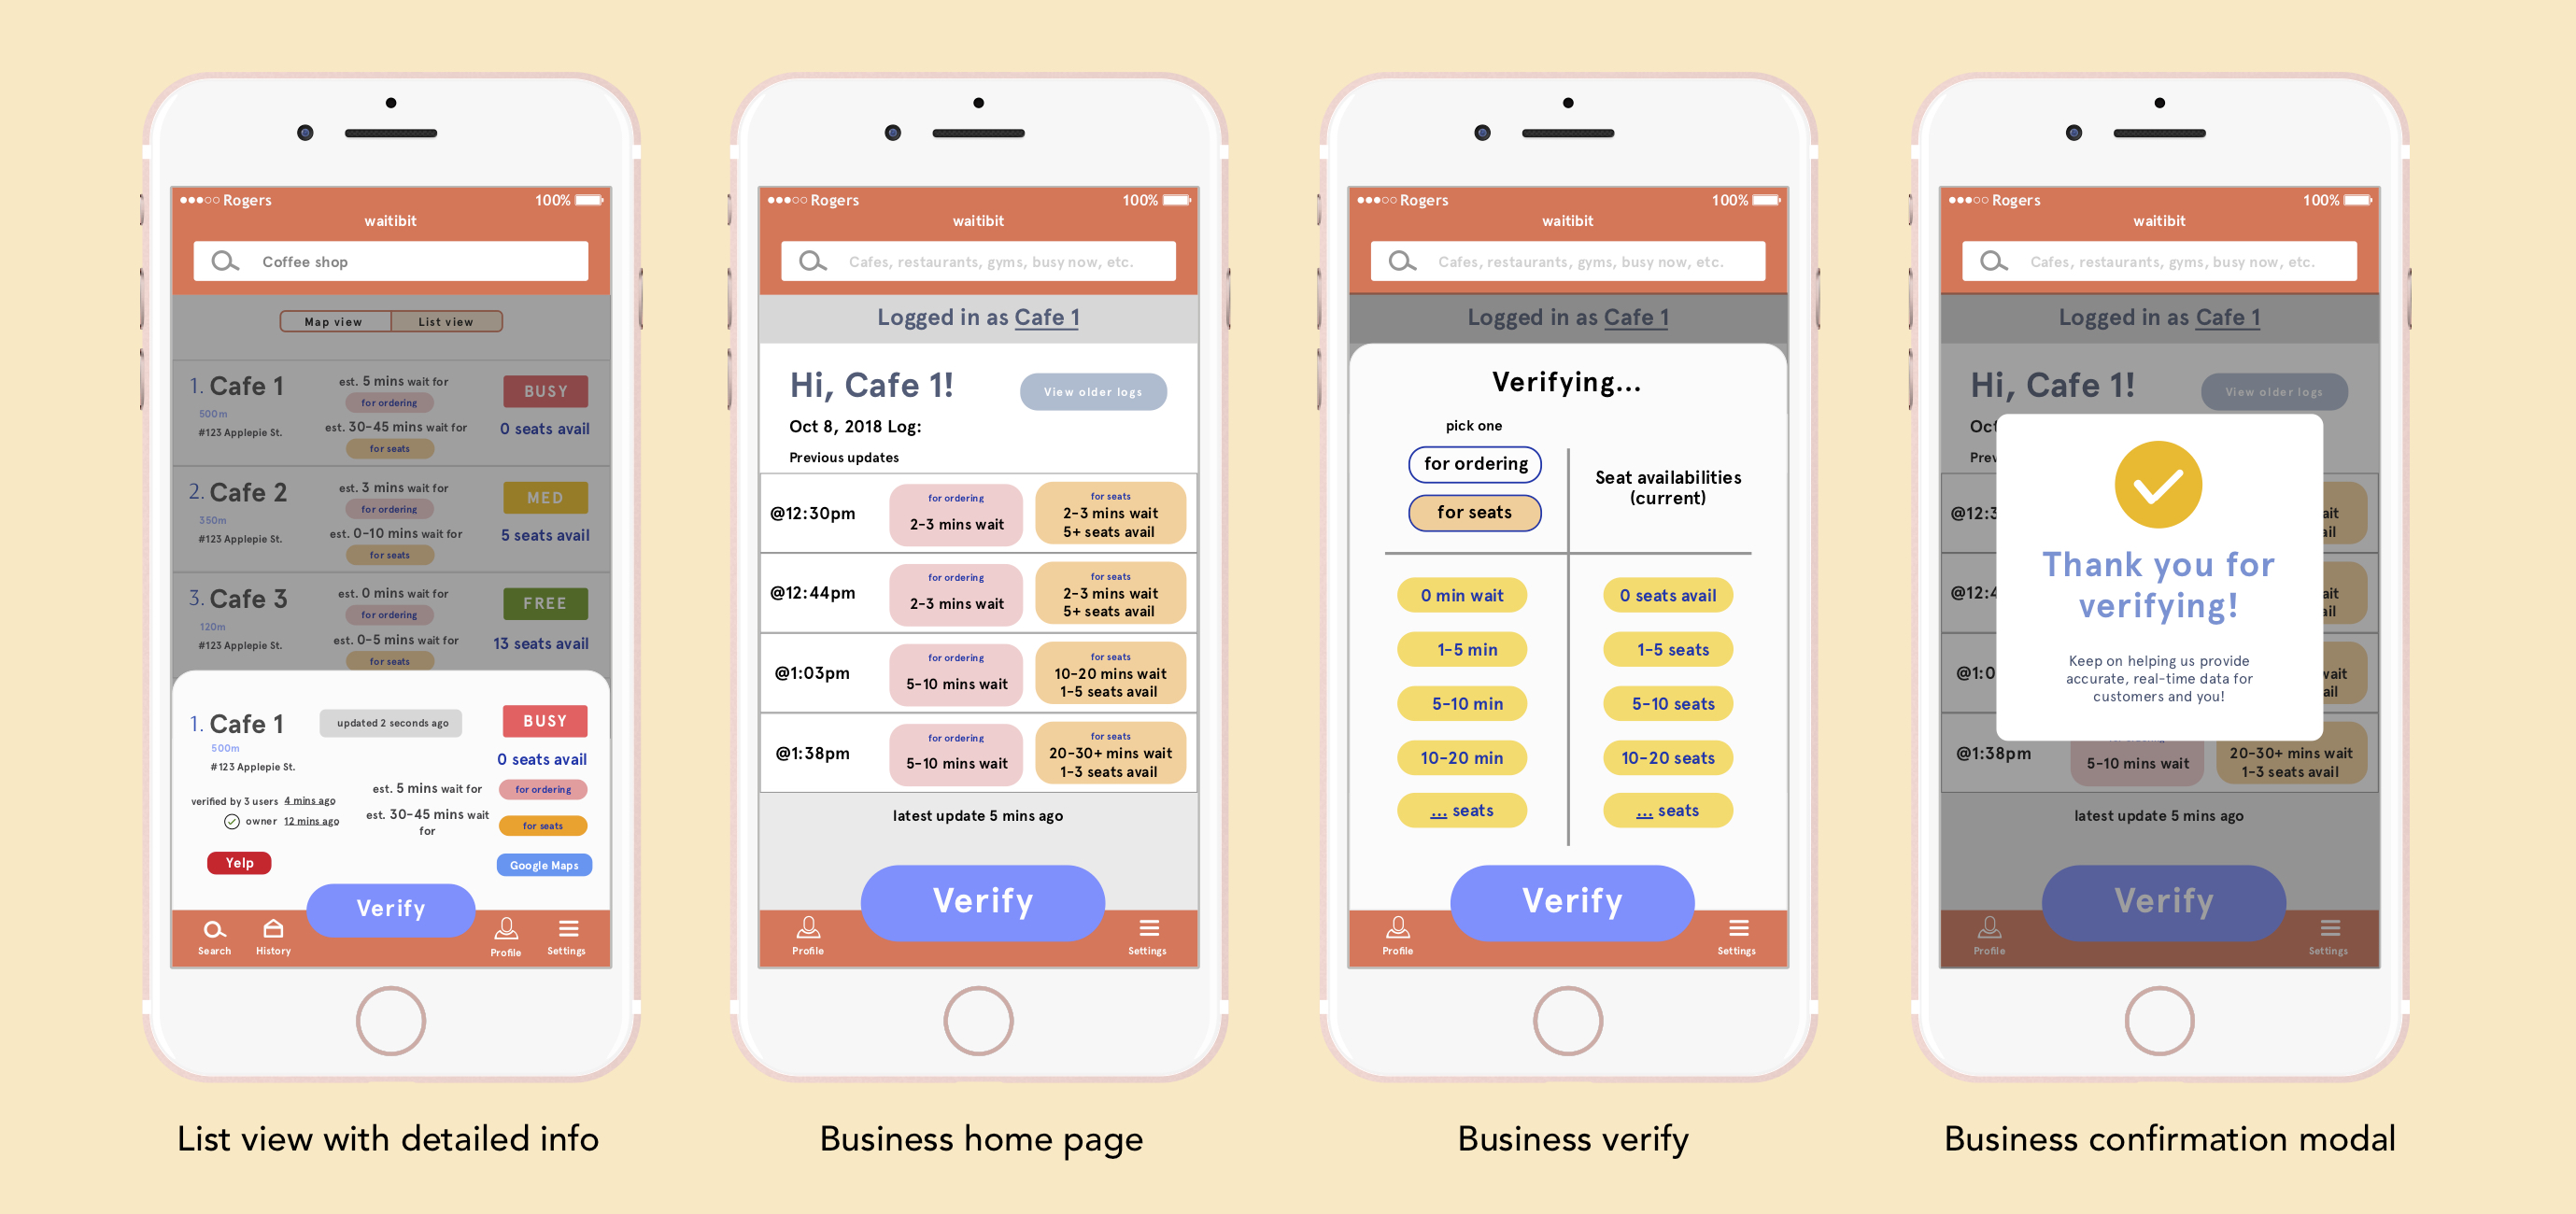 Rogers 100%
waitibit
Coffee shop
Map view List view
1. Cafe 1
500m
#123 Applepie St.
est. 5 mins wait for
for ordering
est. 30-45 mins wait for
for seats
BUSY
0 seats avail
2. Cafe 2
350m
#123 Applepie St.
est. 3 mins wait for
for ordering
est. 0-10 mins wait for
for seats
MED
5 seats avail
3. Cafe 3
120m
#123 Applepie St.
est. 0 mins wait for
for ordering
est. 0-5 mins wait for
for seats
FREE
13 seats avail
1. Cafe 1
500m
#123 Applepie St.
updated 2 seconds ago
BUSY
0 seats avail
verified by 3 users 4 mins ago
owner 12 mins ago
est. 5 mins wait for
for ordering
est. 30-45 mins wait
for
for seats
Yelp
Google Maps
Verify
Search
History
Profile
Settings
List view with detailed info
Rogers 100%
waitibit
Cafes, restaurants, gyms, busy now, etc.
Logged in as Cafe 1
Hi, Cafe 1!
View older logs
Oct 8, 2018 Log:
Previous updates
@12:30pm
for ordering
2-3 mins wait
for seats
2-3 mins wait
5+ seats avail
@12:44pm
for ordering
2-3 mins wait
for seats
2-3 mins wait
5+ seats avail
@1:03pm
for ordering
5-10 mins wait
for seats
10-20 mins wait
1-5 seats avail
@1:38pm
for ordering
5-10 mins wait
for seats
20-30+ mins wait
1-3 seats avail
latest update 5 mins ago
Verify
Profile
Settings
Business home page
Rogers 100%
waitibit
Cafes, restaurants, gyms, busy now, etc.
Logged in as Cafe 1
Verifying...
pick one
for ordering
for seats
Seat availabilities
(current)
0 min wait 0 seats avail
1-5 min 1-5 seats
5-10 min 5-10 seats
10-20 min 10-20 seats
... seats ... seats
Verify
Profile
Settings
Business verify
Rogers 100%
waitibit
Cafes, restaurants, gyms, busy now, etc.
Logged in as Cafe 1
Hi, Cafe 1!
View older logs
Oct
Prev
@12:3
ait
ail
@12:4
ait
ail
@1:0
wait
ail
Thank you for
verifying!
Keep on helping us provide
accurate, real-time data for
customers and you!
@1:38pm
5-10 mins wait
20-30+ mins wait
1-3 seats avail
latest update 5 mins ago
Verify
Profile
Settings
Business confirmation modal